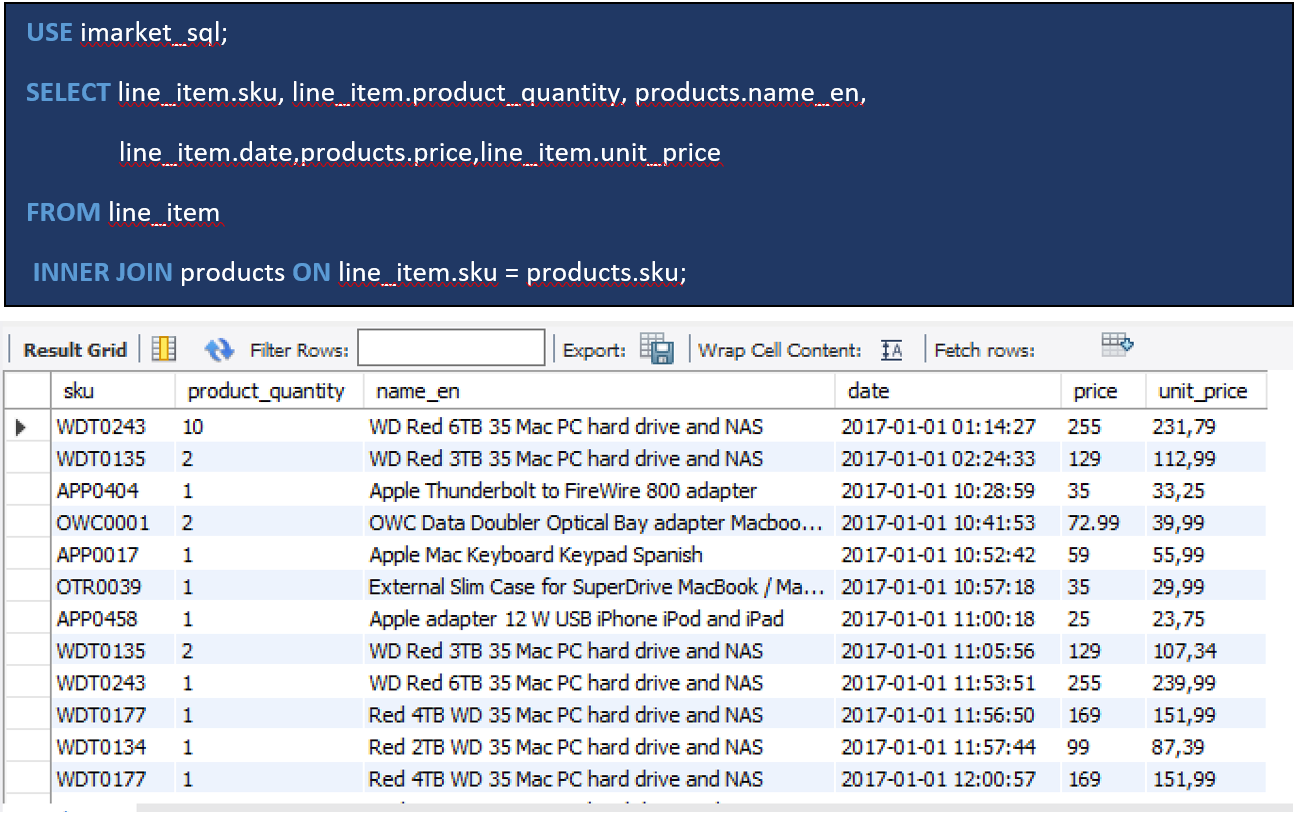 USE imarket_sql;
SELECT line_item.sku, line_item.product_quantity, products.name_en,
line_item.date,products.price,line_item.unit_price
FROM line_item
INNER JOIN products ON line_item.sku = products.sku;
Result Grid Filter Rows: Export: Wrap Cell Content: IA Fetch rows:
sku product_quantity name_en date price unit_price
WDT0243 10 WD Red 6TB 35 Mac PC hard drive and NAS 2017-01-01 01:14:27 255 231,79
WDT0135 2 WD Red 3TB 35 Mac PC hard drive and NAS 2017-01-01 02:24:33 129 112,99
APP0404 1 Apple Thunderbolt to FireWire 800 adapter 2017-01-01 10:28:59 35 33,25
OWC0001 2 OWC Data Doubler Optical Bay adapter Macboo... 2017-01-01 10:41:53 72.99 39,99
APP0017 1 Apple Mac Keyboard Keypad Spanish 2017-01-01 10:52:42 59 55,99
OTR0039 1 External Slim Case for SuperDrive MacBook / Ma... 2017-01-01 10:57:18 35 29,99
APP0458 1 Apple adapter 12 W USB iPhone iPod and iPad 2017-01-01 11:00:18 25 23,75
WDT0135 2 WD Red 3TB 35 Mac PC hard drive and NAS 2017-01-01 11:05:56 129 107,34
WDT0243 1 WD Red 6TB 35 Mac PC hard drive and NAS 2017-01-01 11:53:51 255 239,99
WDT0177 1 Red 4TB WD 35 Mac PC hard drive and NAS 2017-01-01 11:56:50 169 151,99
WDT0134 1 Red 2TB WD 35 Mac PC hard drive and NAS 2017-01-01 11:57:44 99 87,39
WDT0177 1 Red 4TB WD 35 Mac PC hard drive and NAS 2017-01-01 12:00:57 169 151,99